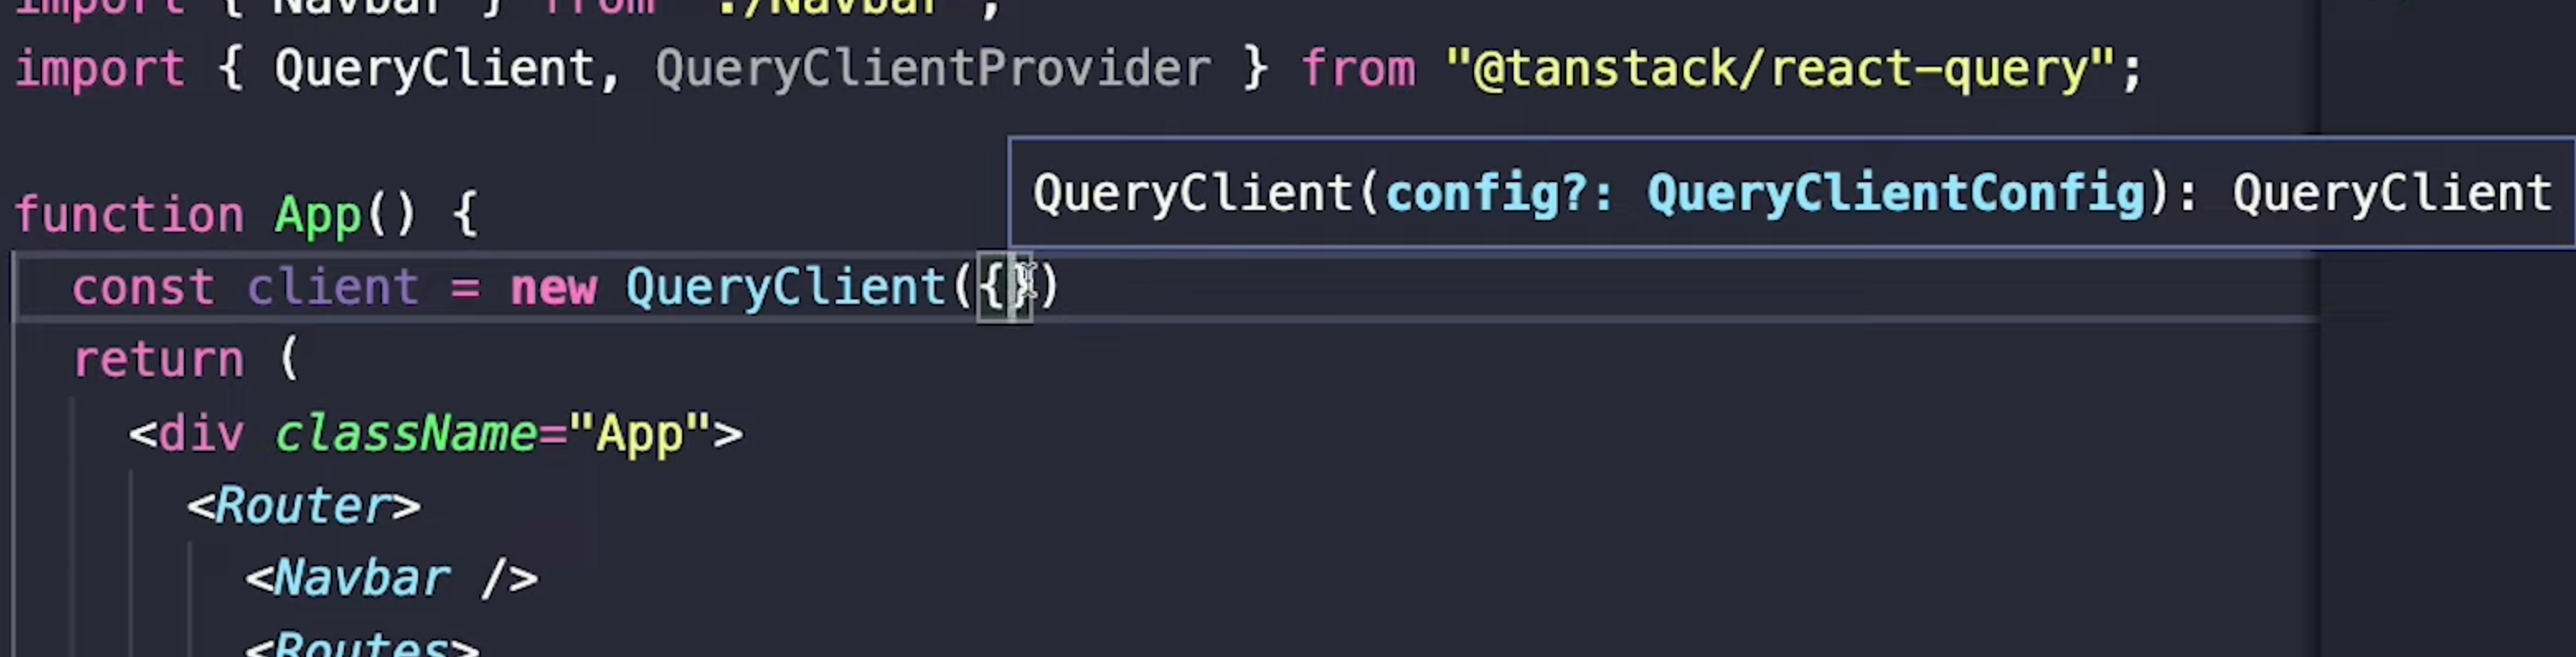 import { Navbar } from "./Navbar";
import { QueryClient, QueryClientProvider } from "@tanstack/react-query";
QueryClient(config?: QueryClientConfig): QueryClient
function App() {
const client = new QueryClient({})
return (
<div className="App">
<Router>
<Navbar />
<Routes>